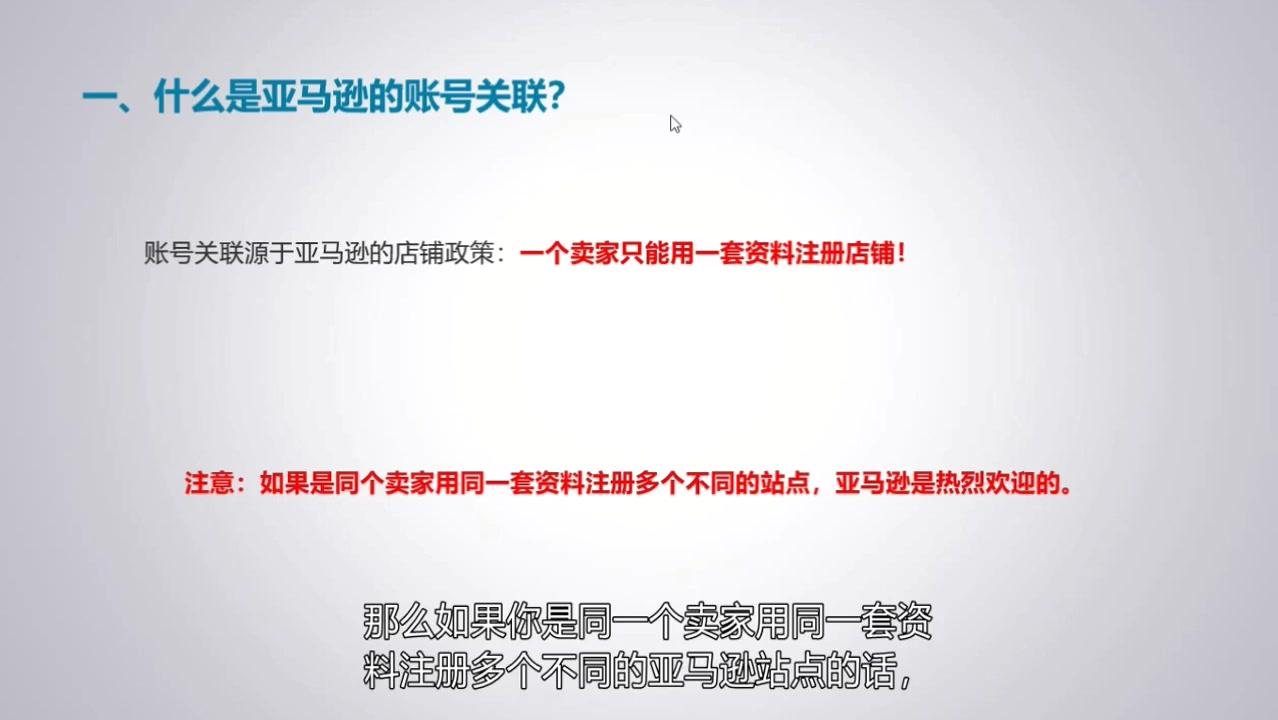 一、什么是亚马逊的账号关联？
账号关联源于亚马逊的店铺政策：一个卖家只能用一套资料注册店铺！
注意：如果是同个卖家用同一套资料注册多个不同的站点，亚马逊是热烈欢迎的。
那么如果你是同一个卖家用同一套资
料注册多个不同的亚马逊站点的话，